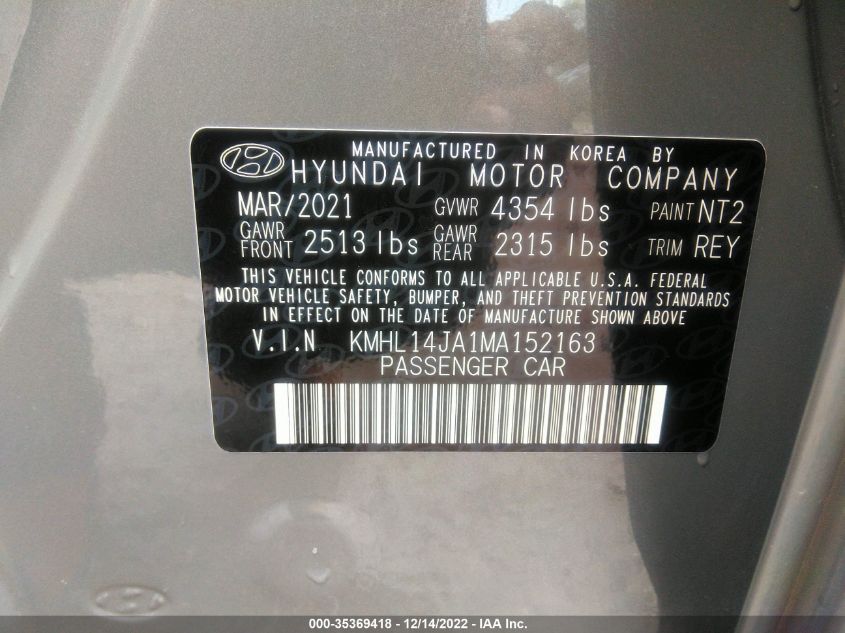 MANUFACTURED IN KOREA BY
HYUNDAI MOTOR COMPANY
MAR/2021 GVWR 4354 lbs PAINT NT2
GAWR FRONT 2513 lbs GAWR REAR 2315 lbs TRIM REY
THIS VEHICLE CONFORMS TO ALL APPLICABLE U.S.A. FEDERAL
MOTOR VEHICLE SAFETY, BUMPER, AND THEFT PREVENTION STANDARDS
IN EFFECT ON THE DATE OF MANUFACTURE SHOWN ABOVE
V.I.N KMHL14JA1MA152163
PASSENGER CAR
000-35369418 - 12/14/2022 - IAA Inc.